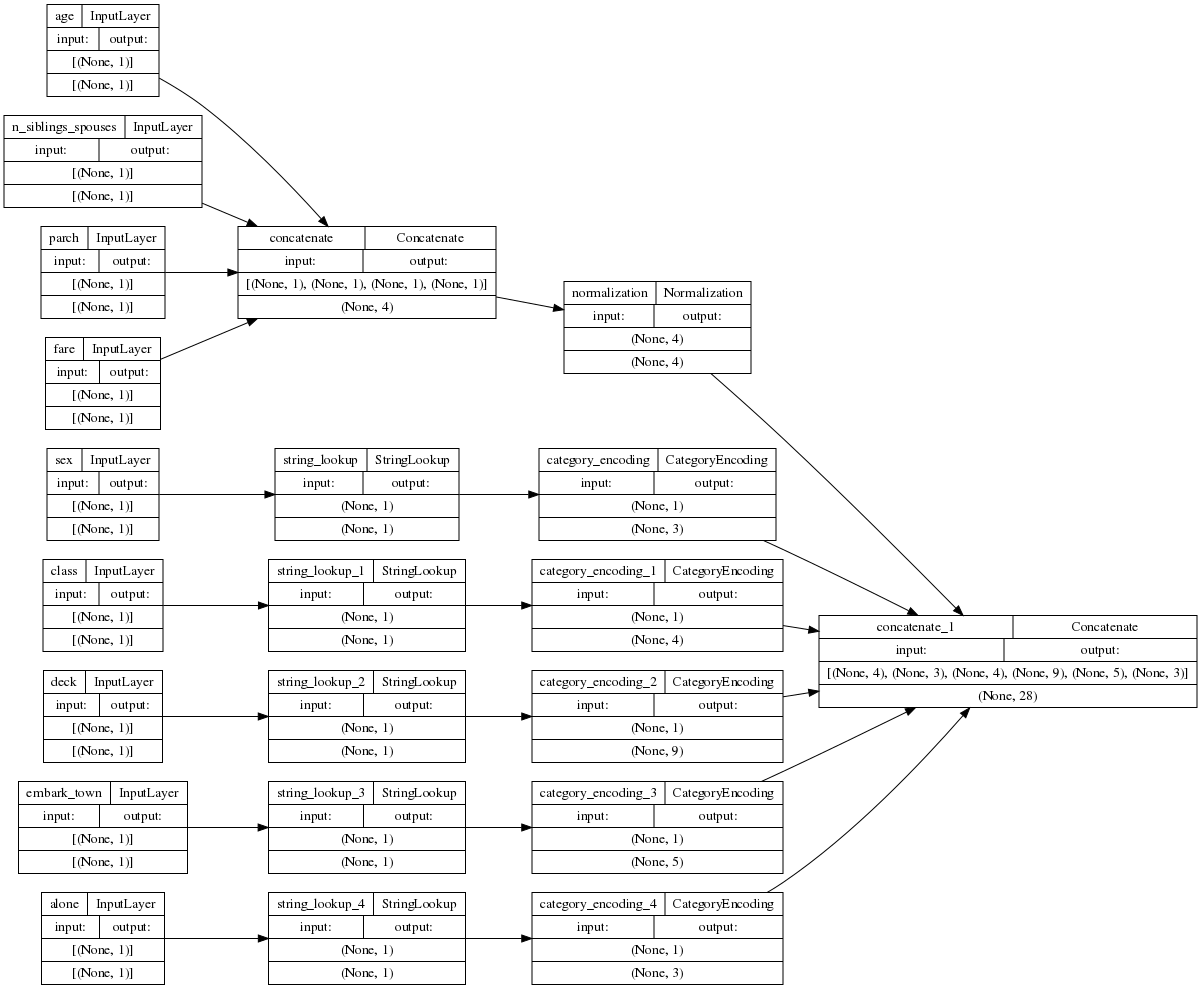 age InputLayer
input: output:
[(None, 1)]
[(None, 1)]
n_siblings_spouses InputLayer
input: output:
[(None, 1)]
[(None, 1)]
parch InputLayer
input: output:
[(None, 1)]
[(None, 1)]
fare InputLayer
input: output:
[(None, 1)]
[(None, 1)]
concatenate Concatenate
input: output:
[(None, 1), (None, 1), (None, 1), (None, 1)]
(None, 4)
normalization Normalization
input: output:
(None, 4)
(None, 4)
sex InputLayer
input: output:
[(None, 1)]
[(None, 1)]
string_lookup StringLookup
input: output:
(None, 1)
(None, 1)
category_encoding CategoryEncoding
input: output:
(None, 1)
(None, 3)
class InputLayer
input: output:
[(None, 1)]
[(None, 1)]
string_lookup_1 StringLookup
input: output:
(None, 1)
(None, 1)
category_encoding_1 CategoryEncoding
input: output:
(None, 1)
(None, 4)
deck InputLayer
input: output:
[(None, 1)]
[(None, 1)]
string_lookup_2 StringLookup
input: output:
(None, 1)
(None, 1)
category_encoding_2 CategoryEncoding
input: output:
(None, 1)
(None, 9)
embark_town InputLayer
input: output:
[(None, 1)]
[(None, 1)]
string_lookup_3 StringLookup
input: output:
(None, 1)
(None, 1)
category_encoding_3 CategoryEncoding
input: output:
(None, 1)
(None, 5)
alone InputLayer
input: output:
[(None, 1)]
[(None, 1)]
string_lookup_4 StringLookup
input: output:
(None, 1)
(None, 1)
category_encoding_4 CategoryEncoding
input: output:
(None, 1)
(None, 3)
concatenate_1 Concatenate
input: output:
[(None, 4), (None, 3), (None, 4), (None, 9), (None, 5), (None, 3)]
(None, 28)